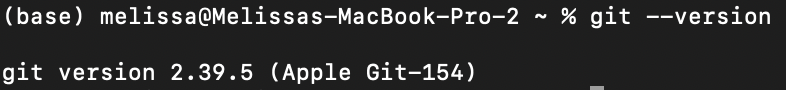 (base) melissa@Melissas-MacBook-Pro-2 ~ % git --version
git version 2.39.5 (Apple Git-154)